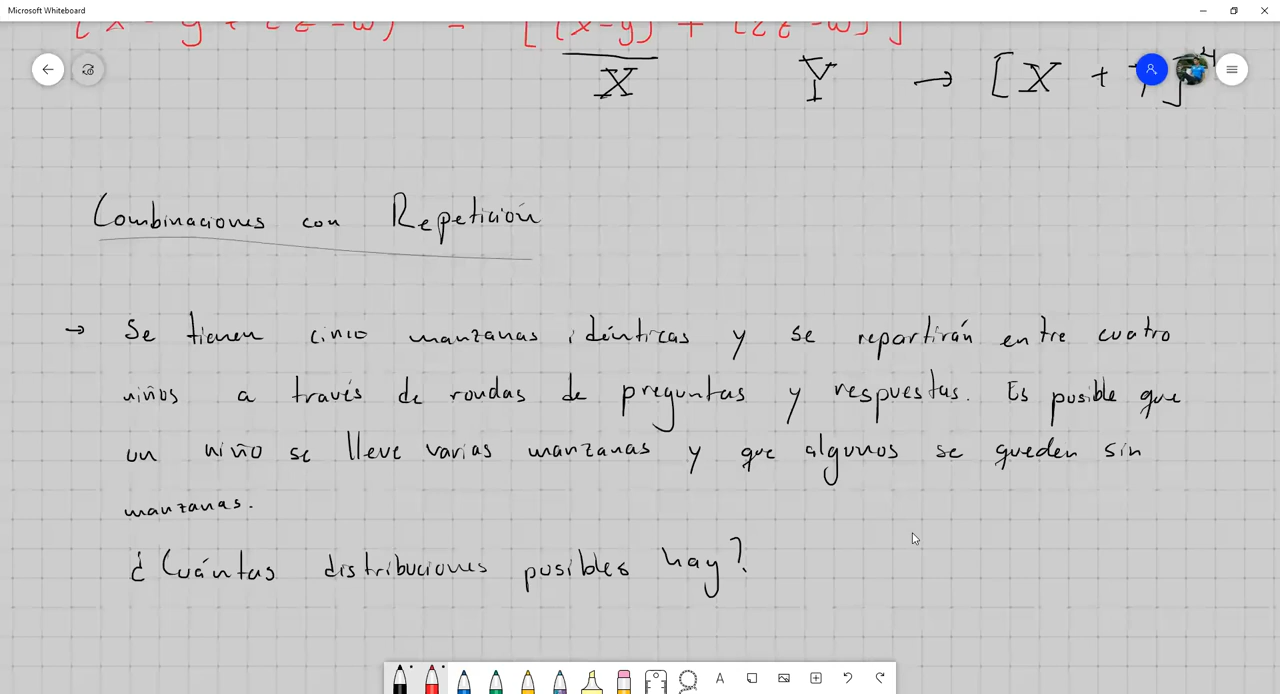 Microsoft Whiteboard
[(x-y) + (2z-w)]
X Y → [X + Y]⁴
Combinaciones con Repetición
→ Se tienen cinco manzanas idénticas y se repartirán entre cuatro
niños a través de rondas de preguntas y respuestas. Es posible que
un niño se lleve varias manzanas y que algunos se queden sin
manzanas.
¿Cuántas distribuciones posibles hay?
A